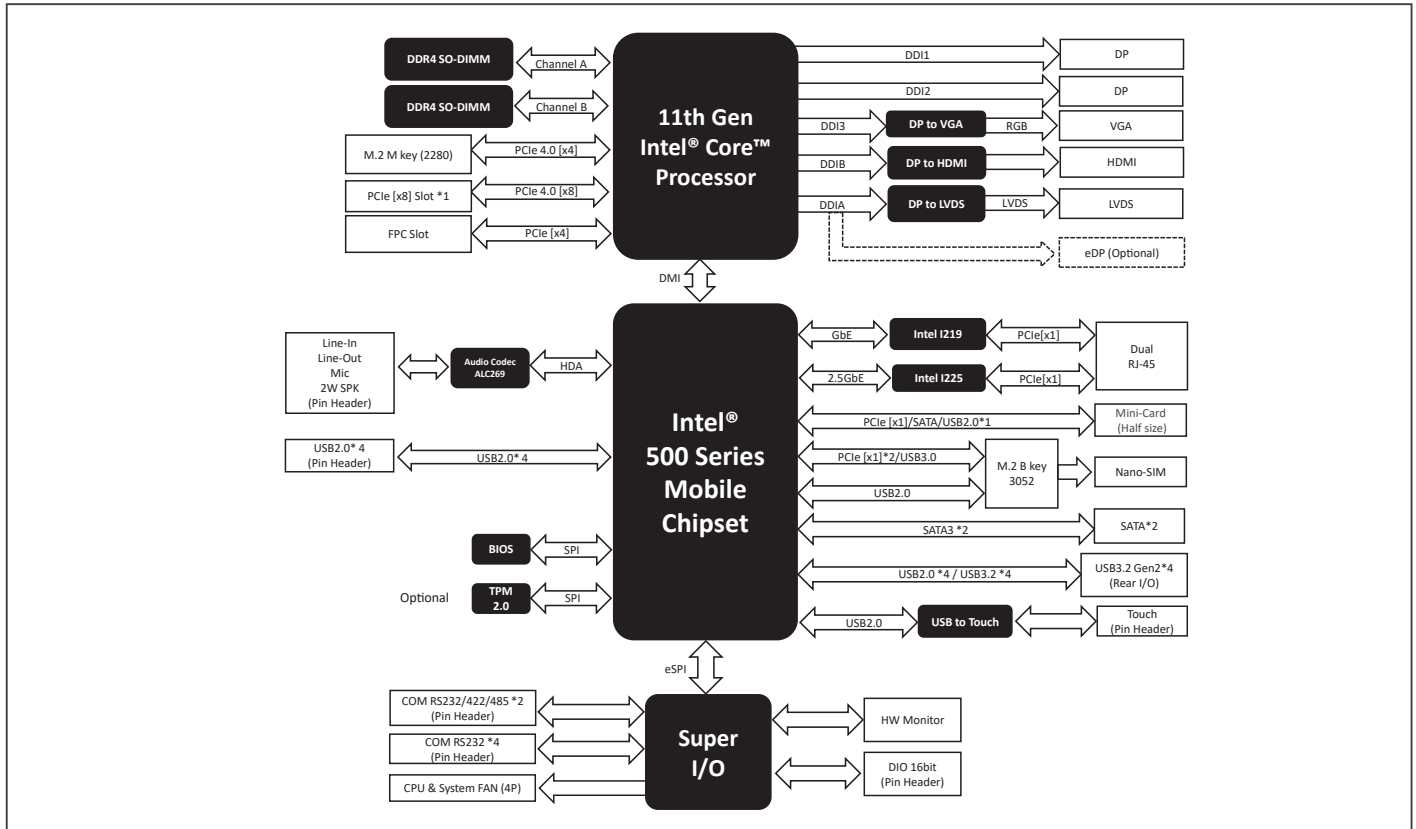 DDR4 SO-DIMM
Channel A
DDR4 SO-DIMM
Channel B
M.2 M key (2280)
PCIe 4.0 [x4]
PCIe [x8] Slot *1
PCIe 4.0 [x8]
FPC Slot
PCIe [x4]
11th Gen
Intel® Core™
Processor
DDI1
DP
DDI2
DP
DDI3
DP to VGA
RGB
VGA
DDIB
DP to HDMI
HDMI
DDIA
DP to LVDS
LVDS
LVDS
eDP (Optional)
DMI
Line-In
Line-Out
Mic
2W SPK
(Pin Header)
Audio Codec
ALC269
HDA
USB2.0* 4
(Pin Header)
USB2.0* 4
BIOS
SPI
Optional
TPM
2.0
SPI
Intel®
500 Series
Mobile
Chipset
GbE
Intel I219
PCIe[x1]
2.5GbE
Intel I225
PCIe[x1]
Dual
RJ-45
PCIe [x1]/SATA/USB2.0*1
Mini-Card
(Half size)
PCIe [x1]*2/USB3.0
USB2.0
M.2 B key
3052
Nano-SIM
SATA3 *2
SATA*2
USB2.0 *4 / USB3.2 *4
USB3.2 Gen2*4
(Rear I/O)
USB2.0
USB to Touch
Touch
(Pin Header)
eSPI
COM RS232/422/485 *2
(Pin Header)
COM RS232 *4
(Pin Header)
CPU & System FAN (4P)
Super
I/O
HW Monitor
DIO 16bit
(Pin Header)